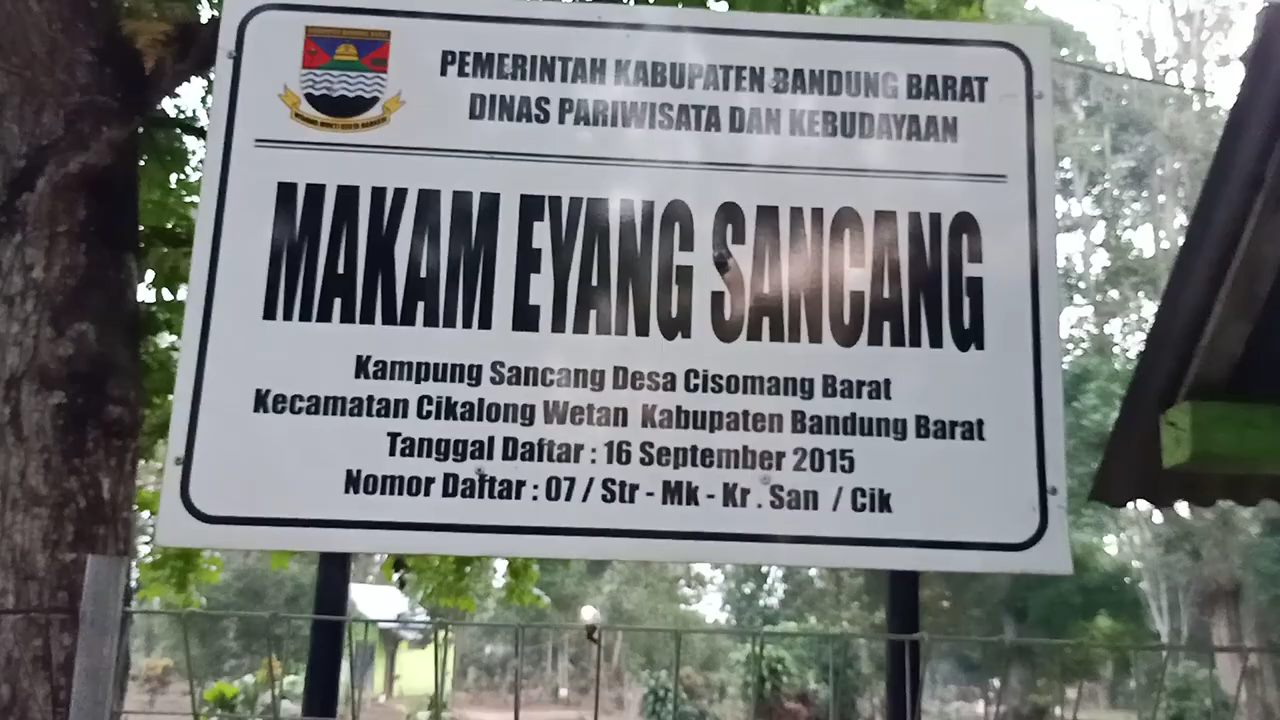 PEMERINTAH KABUPATEN BANDUNG BARAT
DINAS PARIWISATA DAN KEBUDAYAAN
MAKAM EYANG SANCANG
Kampung Sancang Desa Cisomang Barat
Kecamatan Cikalong Wetan Kabupaten Bandung Barat
Tanggal Daftar : 16 September 2015
Nomor Daftar : 07 / Str - Mk - Kr . San / Cik